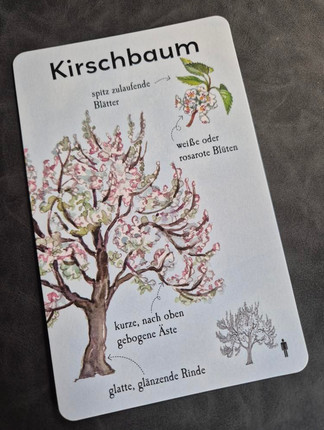 Kirschbaum
spitz zulaufende
Blätter
weiße oder
rosarote Blüten
kurze, nach oben
gebogene Äste
glatte, glänzende Rinde